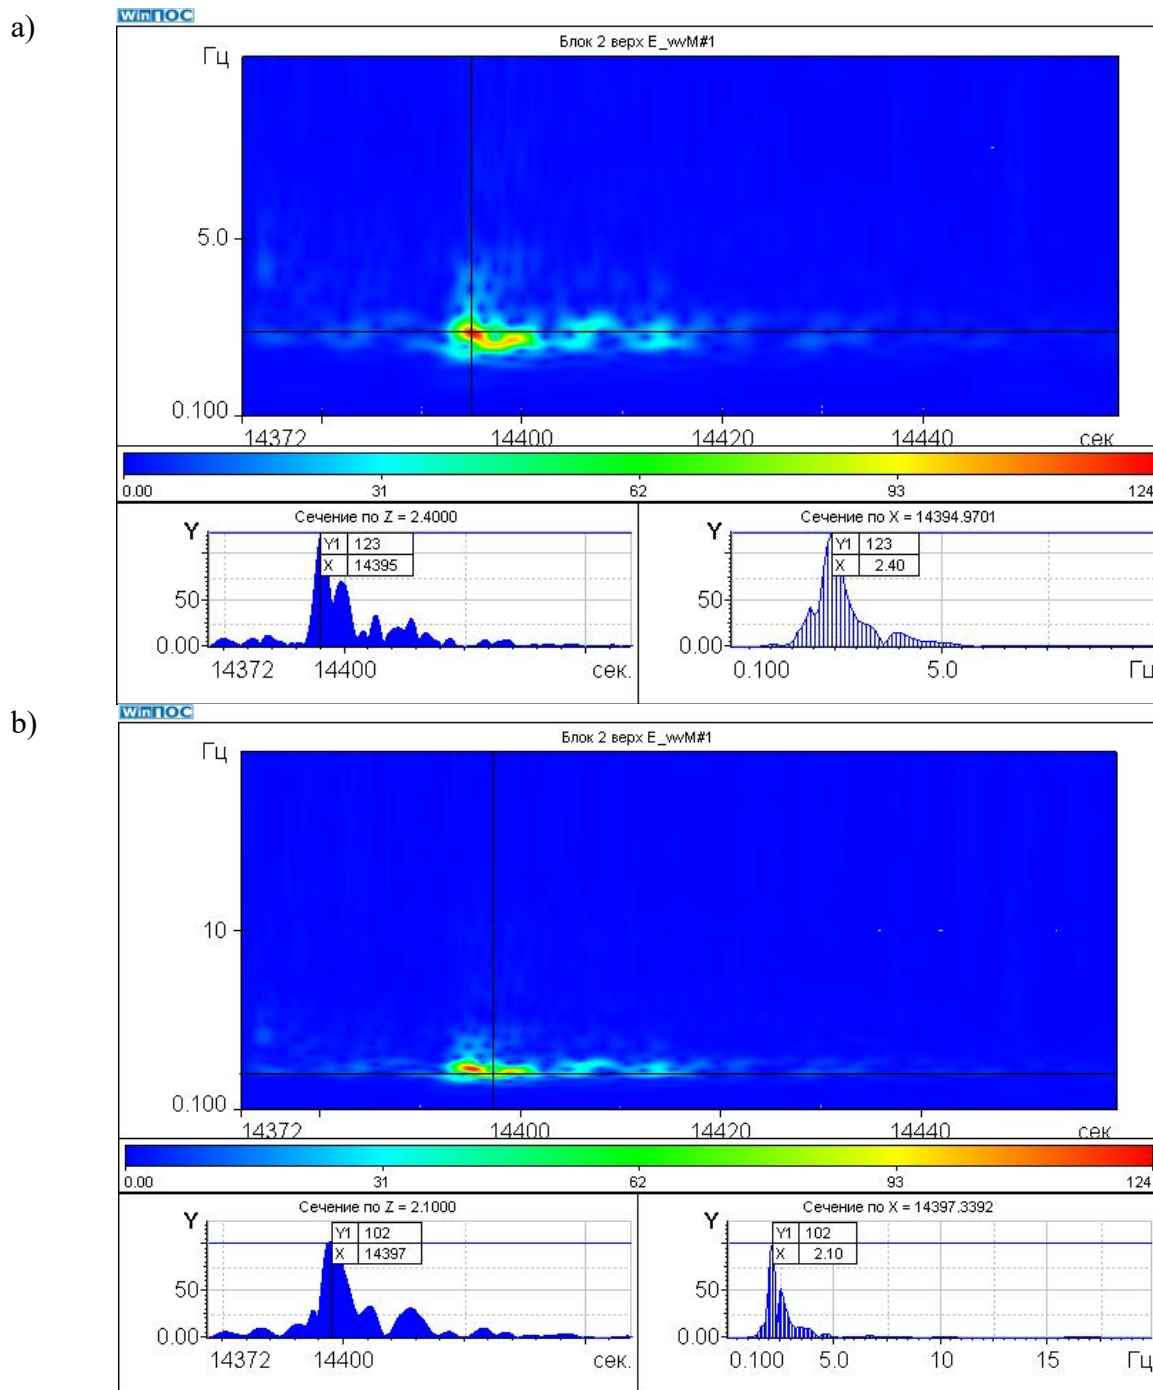 a)
WinПОС
Блок 2 верх E_wvM#1
Гц
5.0
0.100
14372 14400 14420 14440 сек
0.00 31 62 93 124
Сечение по Z = 2.4000
Y
Y1 123
X 14395
50
0.00
14372 14400 сек.
Сечение по X = 14394.9701
Y
Y1 123
X 2.40
50
0.00
0.100 5.0 Гц
b)
WinПОС
Блок 2 верх E_wvM#1
Гц
10
0.100
14372 14400 14420 14440 сек
0.00 31 62 93 124
Сечение по Z = 2.1000
Y
Y1 102
X 14397
50
0.00
14372 14400 сек.
Сечение по X = 14397.3392
Y
Y1 102
X 2.10
50
0.00
0.100 5.0 10 15 Гц